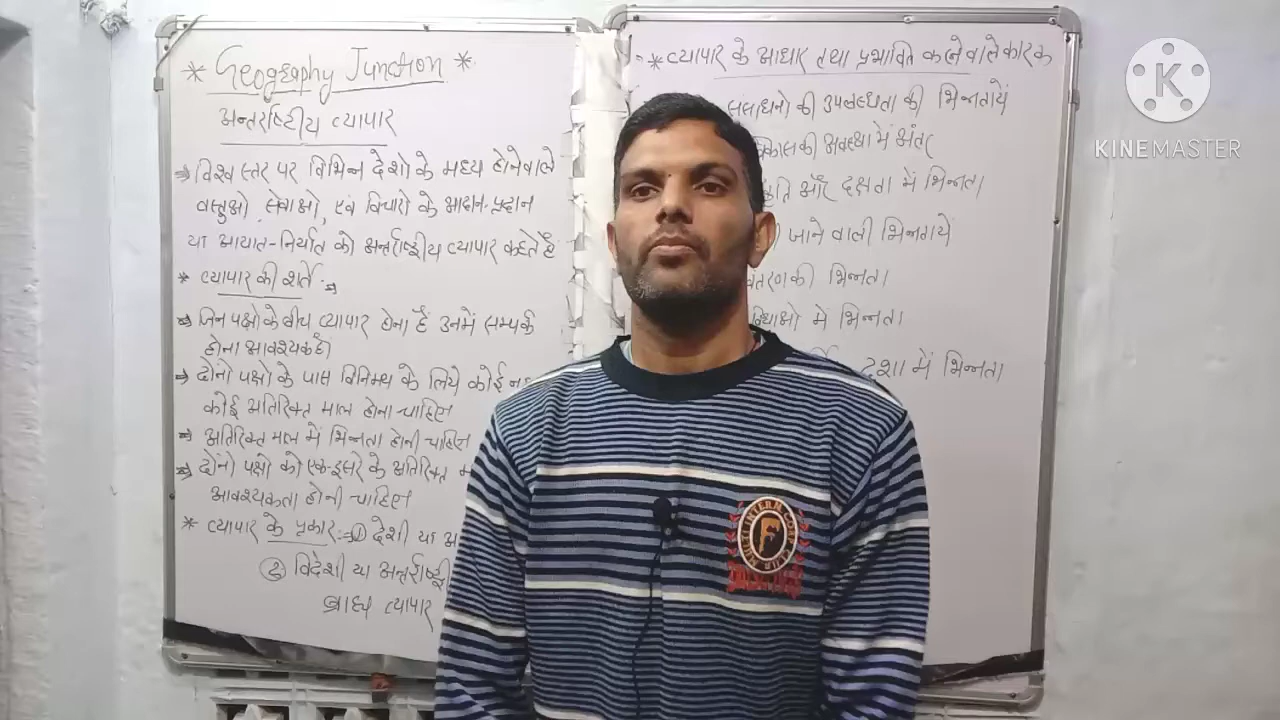 * Geography Junction *
अन्तर्राष्ट्रीय व्यापार
⇒ विश्व स्तर पर विभिन्न देशो के मध्य होने वाले
वस्तुओ, सेवाओ, एवं विचारो के आदान-प्रदान
या आयात-निर्यात को अन्तर्राष्ट्रीय व्यापार कहते है
* व्यापार की शर्ते :-
⇒ जिन पक्षो के बीच व्यापार होना है उनमें सम्पर्क
होना आवश्यक है।
⇒ दोनो पक्षो के पास विनिमय के लिये कोई न
कोई अतिरिक्त माल होना चाहिए
⇒ अतिरिक्त माल में भिन्नता होनी चाहिए
⇒ दोनो पक्षो को एक-दूसरे के अतिरिक्त
आवश्यकता होनी चाहिए
* व्यापार के प्रकार:- ① देशी या
② विदेशी या अन्तर्राष्ट्री
बाह्य व्यापार
* व्यापार के आधार तथा प्रभावित करने वाले कारक
संसाधनो की उपलब्धता की भिन्नतायें
विकास की अवस्था में अंतर
और दक्षता में भिन्नता
जाने वाली भिन्नतायें
की भिन्नता
में भिन्नता
दशा में भिन्नता
K
KINEMASTER
F